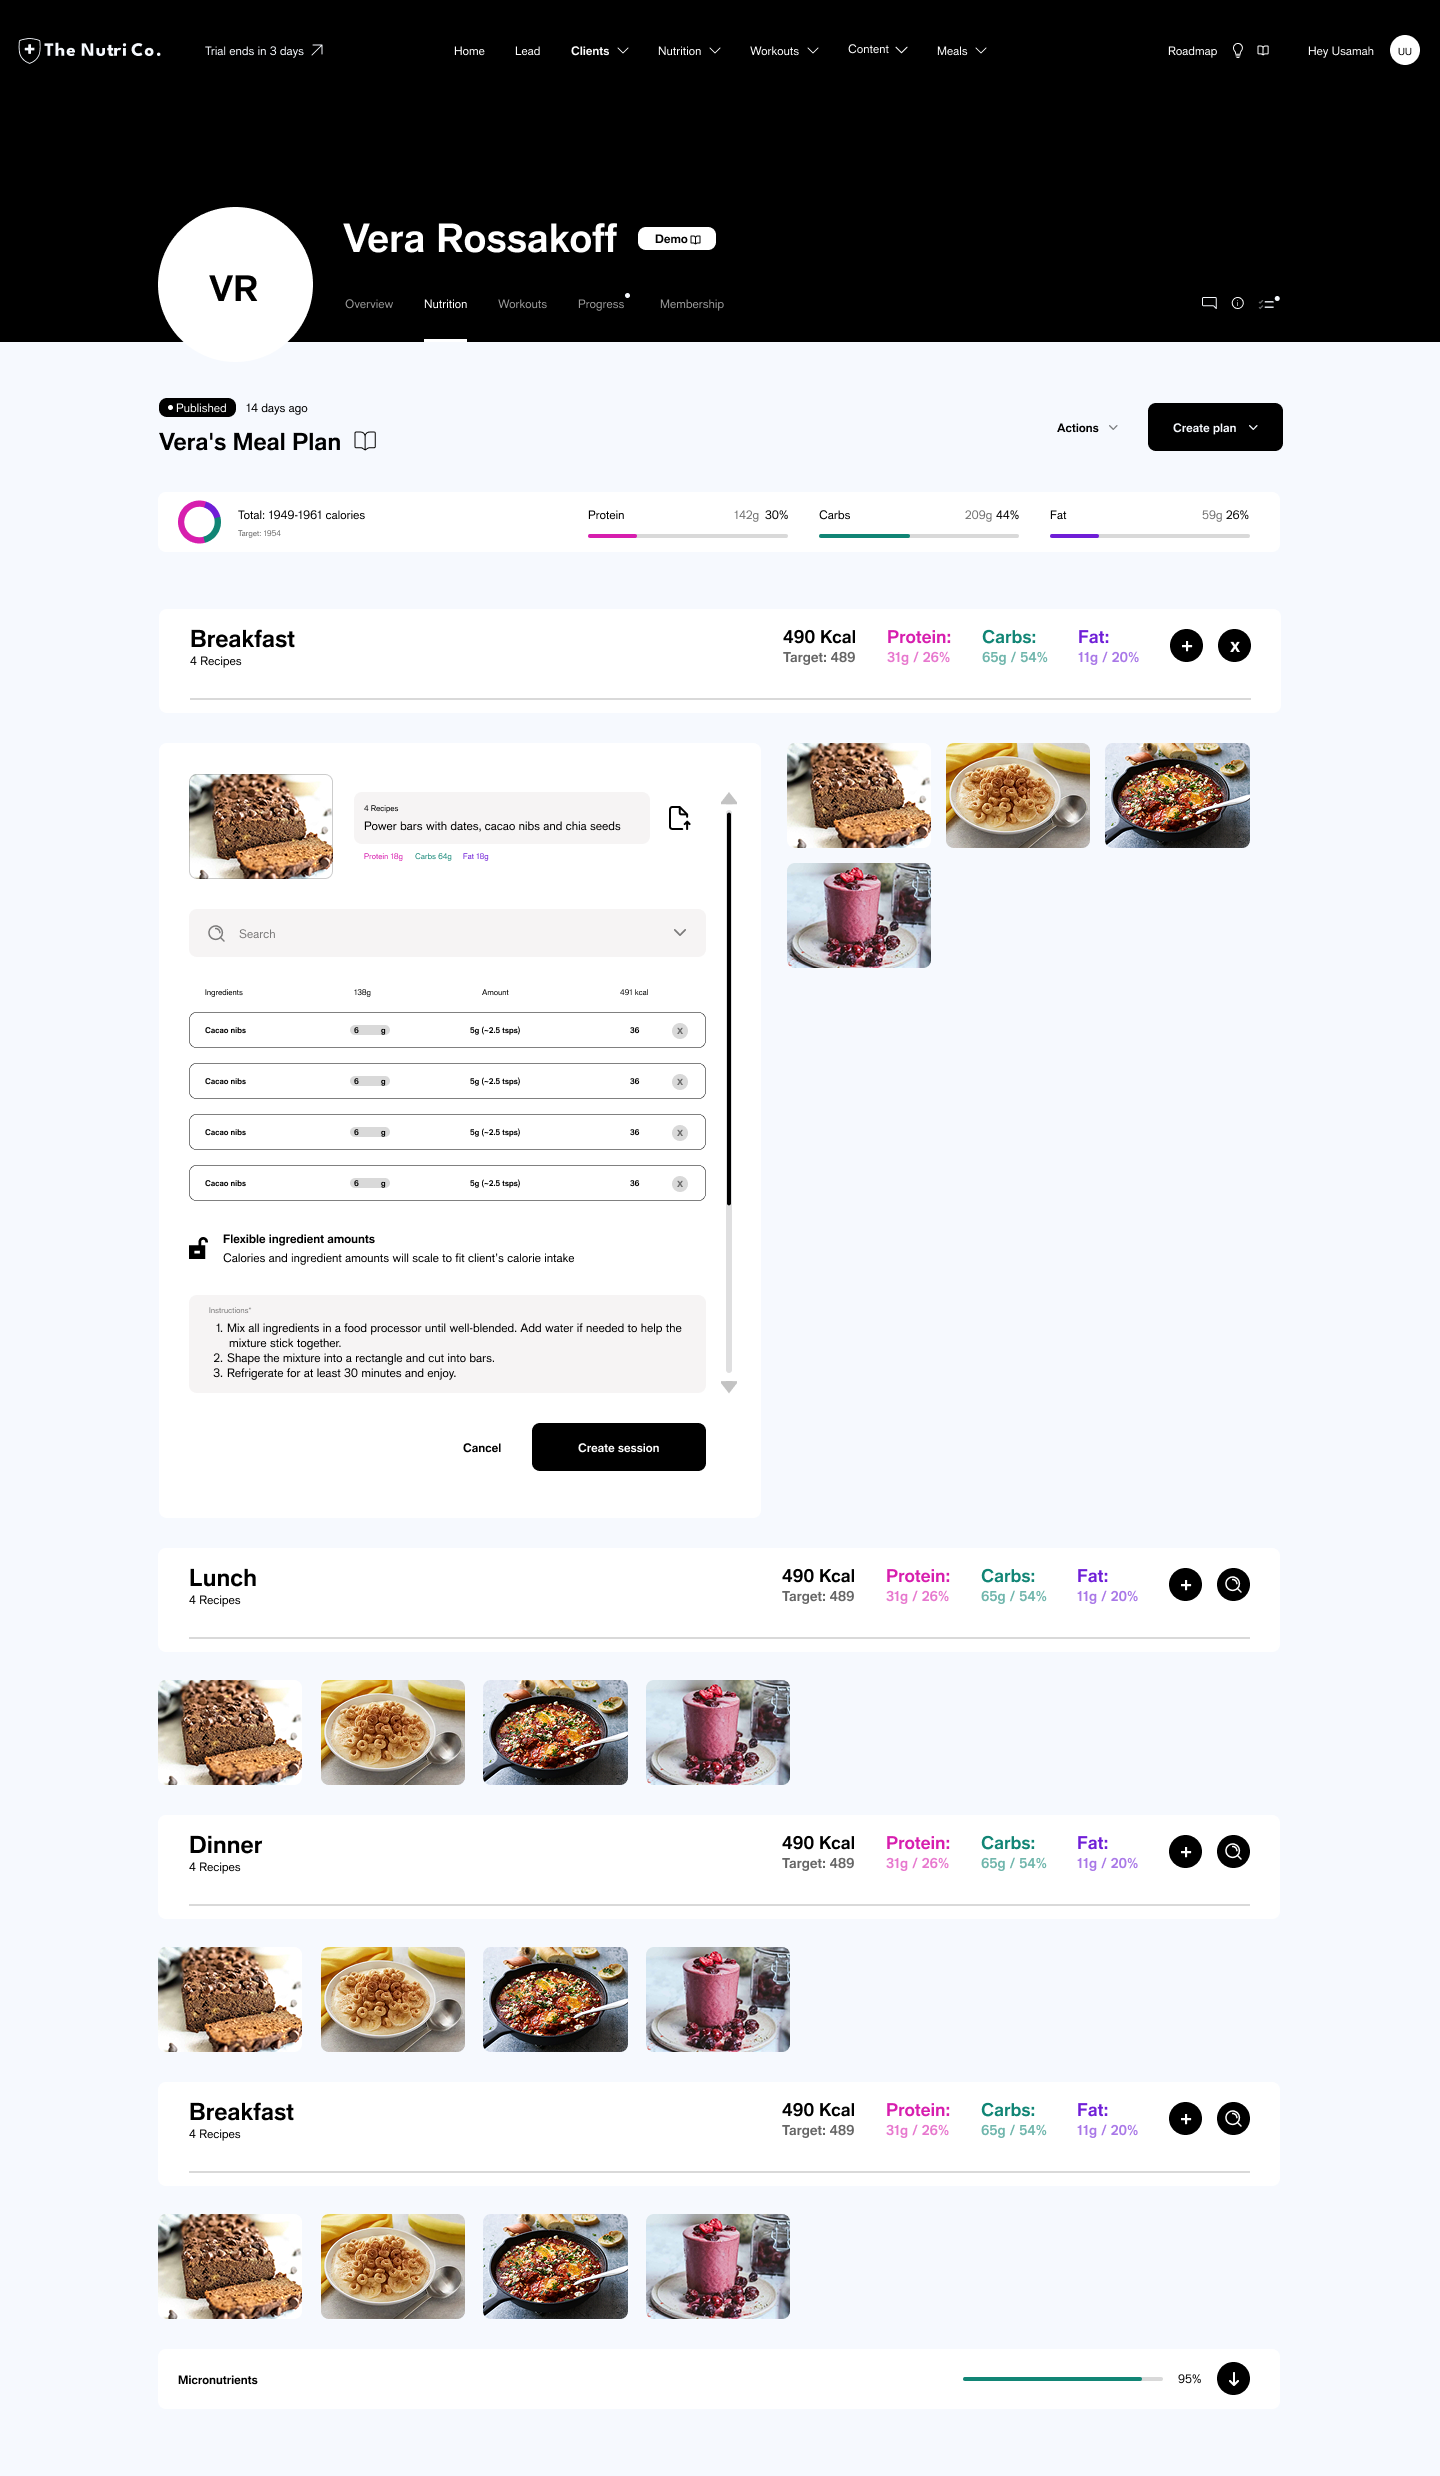 The Nutri Co.
Trial ends in 3 days
Home
Lead
Clients
Nutrition
Workouts
Content
Meals
Roadmap
Hey Usamah
UU
VR
Vera Rossakoff
Demo
Overview
Nutrition
Workouts
Progress
Membership
Published
14 days ago
Vera's Meal Plan
Actions
Create plan
Total: 1949-1961 calories
Target: 1954
Protein 142g 30%
Carbs 209g 44%
Fat 59g 26%
Breakfast
4 Recipes
490 Kcal
Target: 489
Protein:
31g / 26%
Carbs:
65g / 54%
Fat:
11g / 20%
+
x
4 Recipes
Power bars with dates, cacao nibs and chia seeds
Protein 18g Carbs 64g Fat 18g
Search
Ingredients 138g Amount 491 kcal
Cacao nibs 6 g 5g (~2.5 tsps) 36 X
Cacao nibs 6 g 5g (~2.5 tsps) 36 X
Cacao nibs 6 g 5g (~2.5 tsps) 36 X
Cacao nibs 6 g 5g (~2.5 tsps) 36 X
Flexible ingredient amounts
Calories and ingredient amounts will scale to fit client's calorie intake
Instructions*
1. Mix all ingredients in a food processor until well-blended. Add water if needed to help the
mixture stick together.
2. Shape the mixture into a rectangle and cut into bars.
3. Refrigerate for at least 30 minutes and enjoy.
Cancel
Create session
Lunch
4 Recipes
490 Kcal
Target: 489
Protein:
31g / 26%
Carbs:
65g / 54%
Fat:
11g / 20%
+
Dinner
4 Recipes
490 Kcal
Target: 489
Protein:
31g / 26%
Carbs:
65g / 54%
Fat:
11g / 20%
+
Breakfast
4 Recipes
490 Kcal
Target: 489
Protein:
31g / 26%
Carbs:
65g / 54%
Fat:
11g / 20%
+
Micronutrients
95%